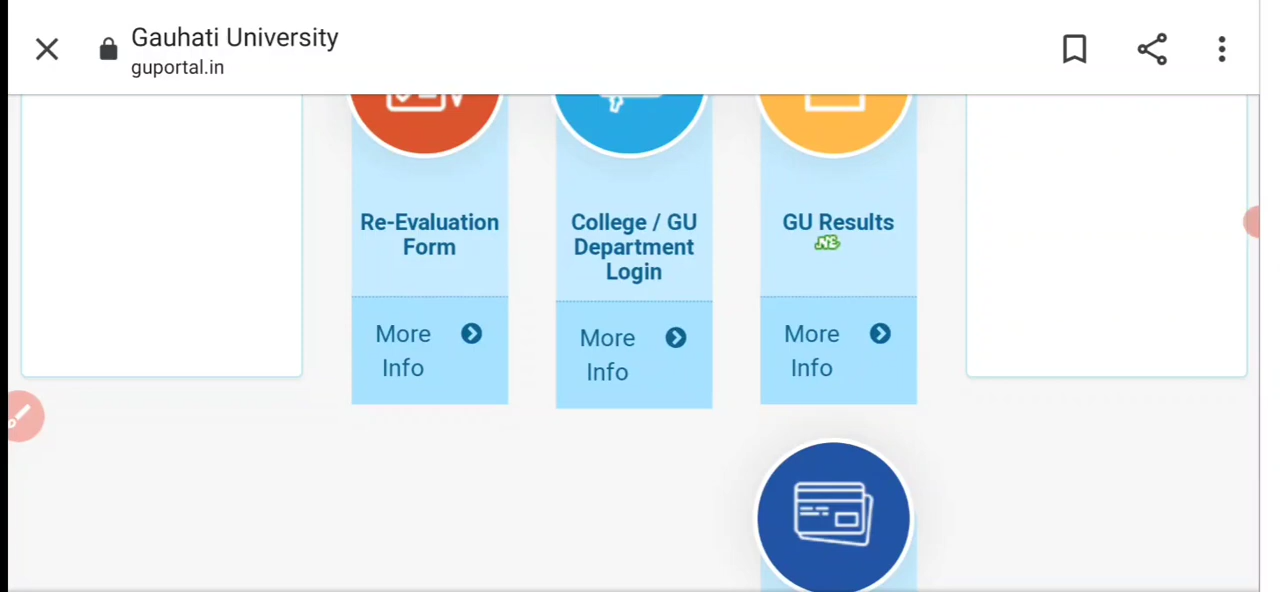 Gauhati University
guportal.in
Re-Evaluation
Form
College / GU
Department
Login
GU Results
More
Info
More
Info
More
Info